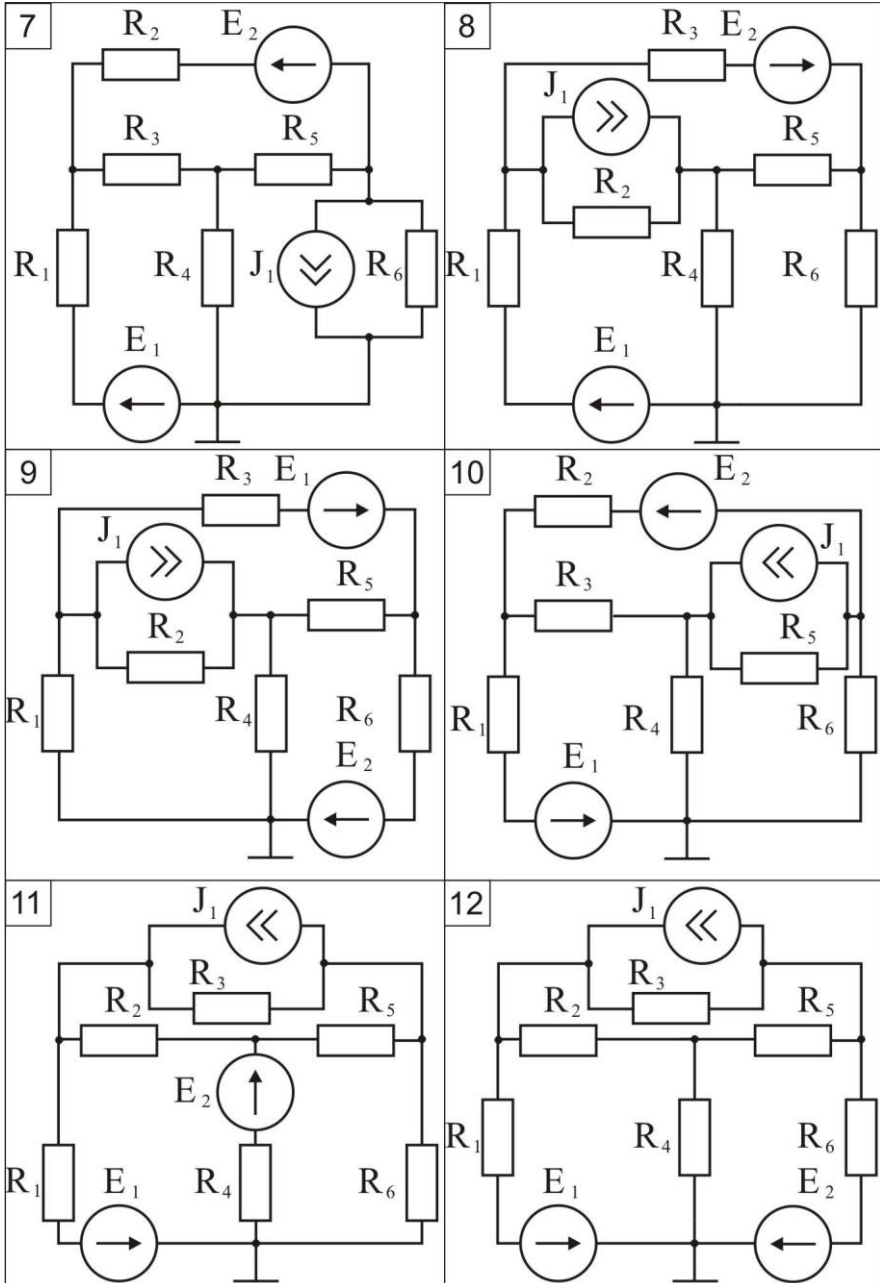 7
R₂ E₂
R₃ R₅
R₁ R₄ J₁ R₆
E₁
8
R₃ E₂
J₁
R₅
R₂
R₁ R₄ R₆
E₁
9
R₃ E₁
J₁
R₅
R₂
R₁ R₄ R₆
E₂
10
R₂ E₂
J₁
R₃
R₅
R₁ R₄ R₆
E₁
11
J₁
R₃
R₂ R₅
E₂
R₁ E₁ R₄ R₆
12
J₁
R₃
R₂ R₅
R₁ R₄ R₆
E₁ E₂